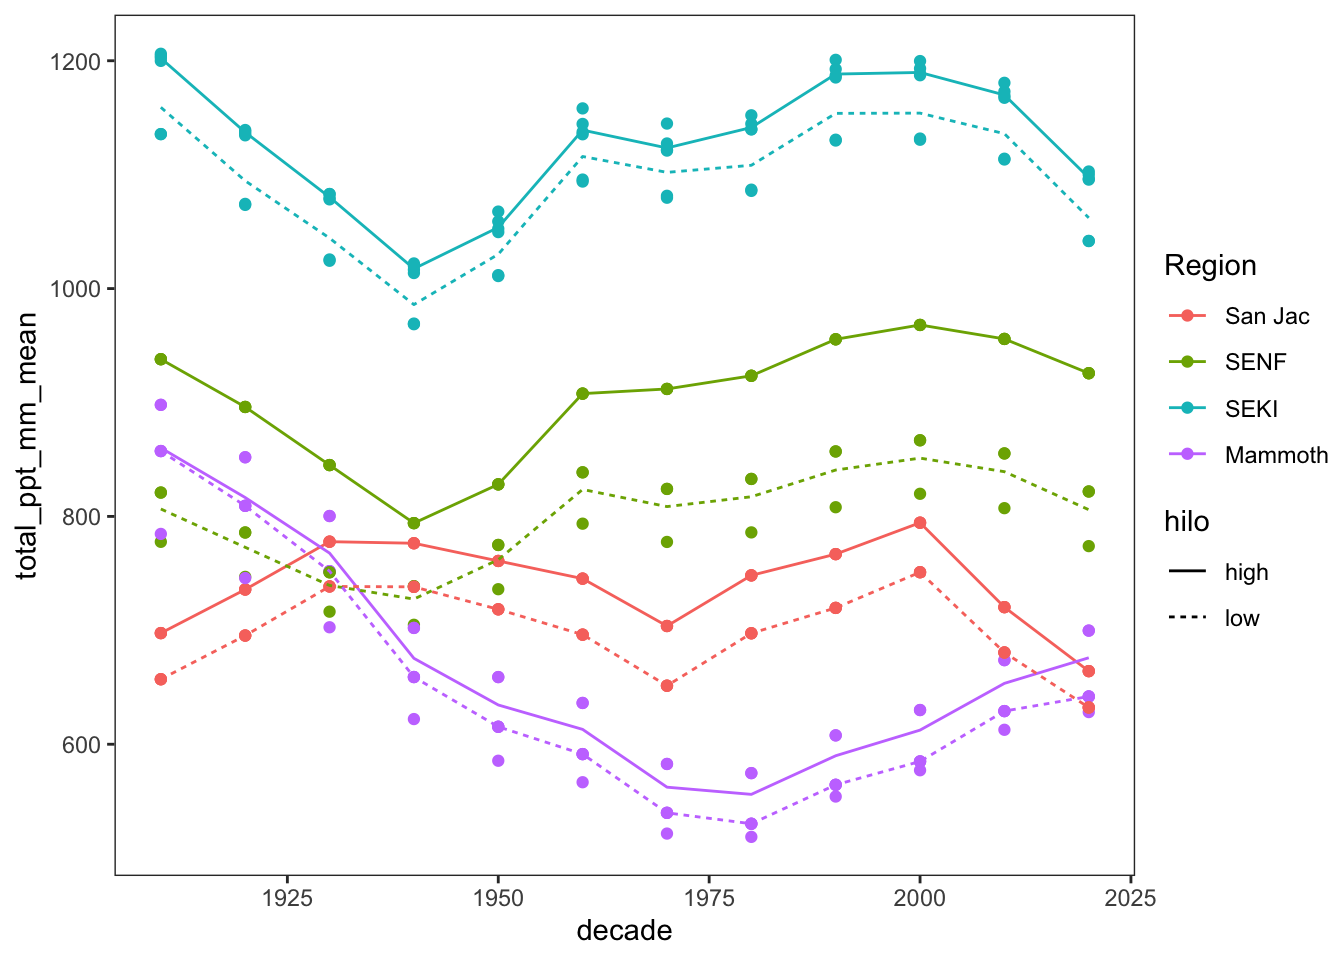 1200
1000
800
600
total_ppt_mm_mean
1925
1950
1975
2000
2025
decade
Region
San Jac
SENF
SEKI
Mammoth
hilo
high
low